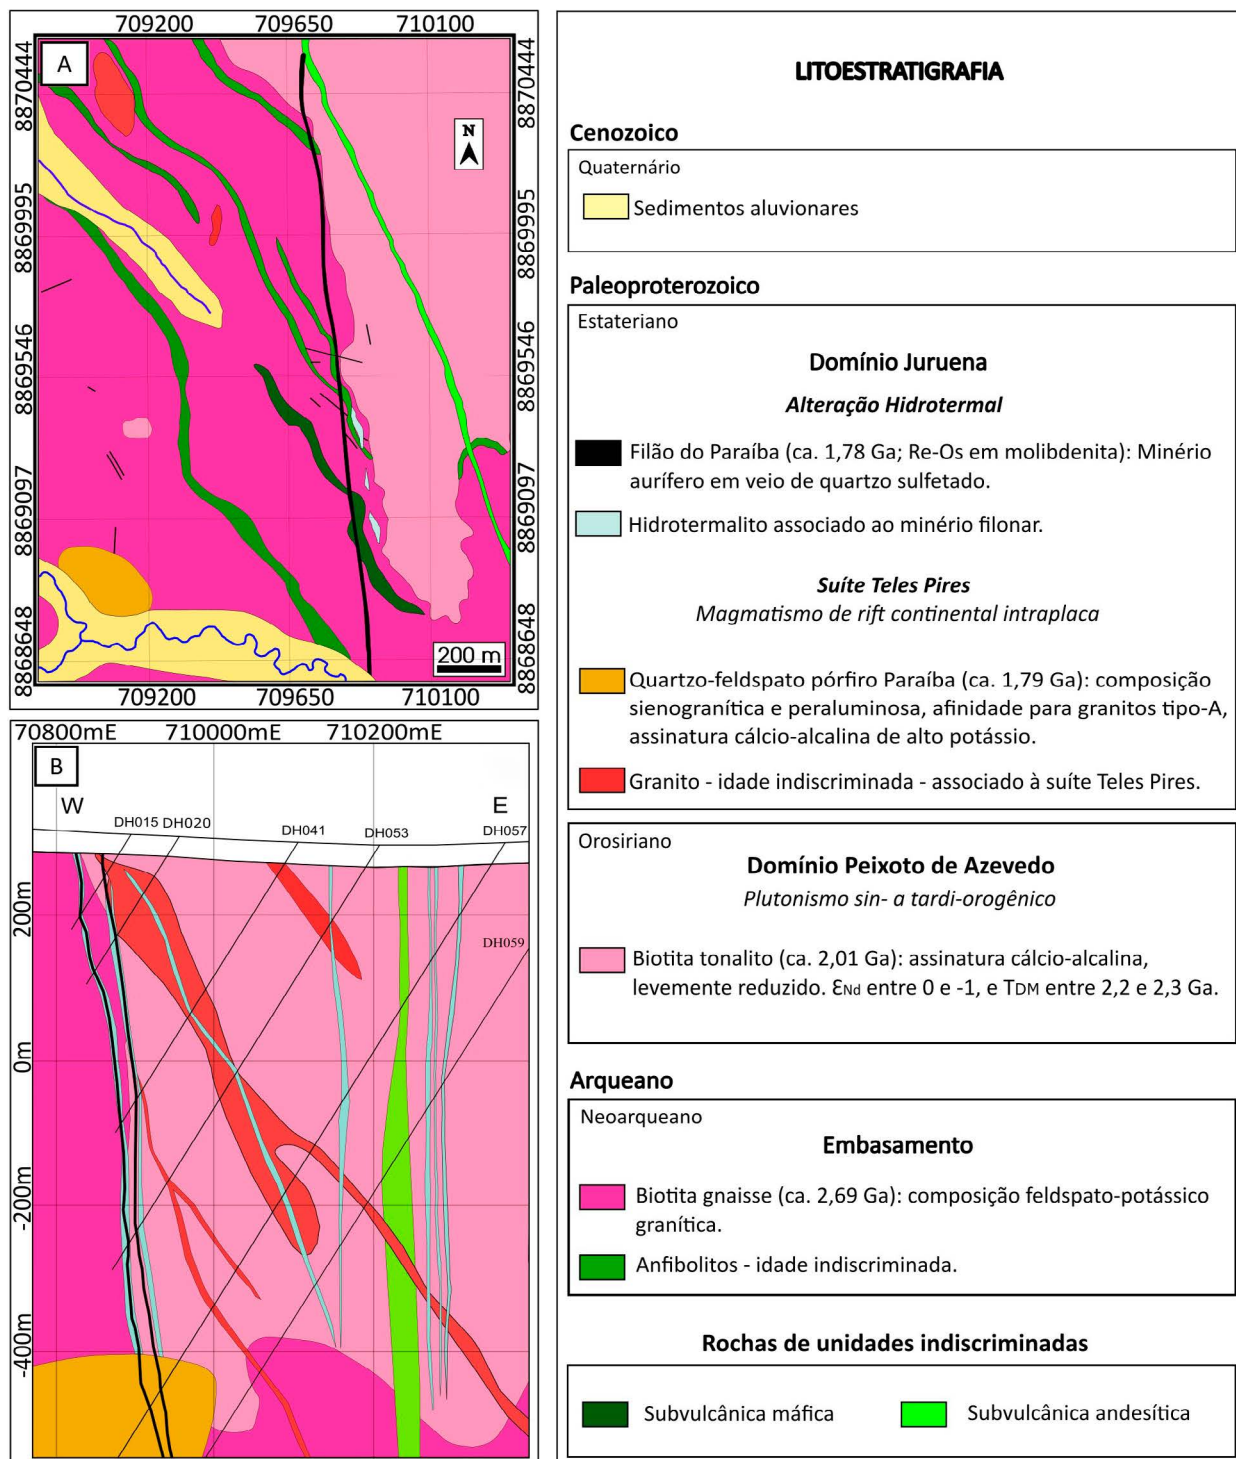 709200 709650 710100
A
N
8870444
8869995
8869546
8869097
8868648
8870444
8869995
8869546
8869097
8868648
200 m
709200 709650 710100
708800mE 710000mE 710200mE
B
W
E
DH015 DH020 DH041 DH053 DH057
DH059
200m
0m
-200m
-400m
LITOESTRATIGRAFIA
Cenozoico
Quaternário
Sedimentos aluvionares
Paleoproterozoico
Estateriano
Domínio Juruena
Alteração Hidrotermal
Filão do Paraíba (ca. 1,78 Ga; Re-Os em molibdenita): Minério
aurífero em veio de quartzo sulfetado.
Hidrotermalito associado ao minério filonar.
Suíte Teles Pires
Magmatismo de rift continental intraplaca
Quartzo-feldspato pórfiro Paraíba (ca. 1,79 Ga): composição
sienogranítica e peraluminosa, afinidade para granitos tipo-A,
assinatura cálcio-alcalina de alto potássio.
Granito - idade indiscriminada - associado à suíte Teles Pires.
Orosiriano
Domínio Peixoto de Azevedo
Plutonismo sin- a tardi-orogênico
Biotita tonalito (ca. 2,01 Ga): assinatura cálcio-alcalina,
levemente reduzido. ƐNd entre 0 e -1, e TDM entre 2,2 e 2,3 Ga.
Arqueano
Neoarqueano
Embasamento
Biotita gnaisse (ca. 2,69 Ga): composição feldspato-potássico
granítica.
Anfibolitos - idade indiscriminada.
Rochas de unidades indiscriminadas
Subvulcânica máfica
Subvulcânica andesítica